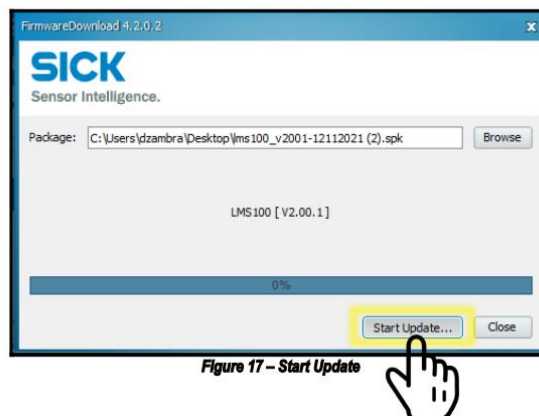 FirmwareDownload 4.2.0.2
x
SICK
Sensor Intelligence.
Package: C:\Users\dzambra\Desktop\lms100_v2001-12112021 (2).spk Browse
LMS100 [ V2.00.1 ]
0%
Start Update... Close
Figure 17 – Start Update